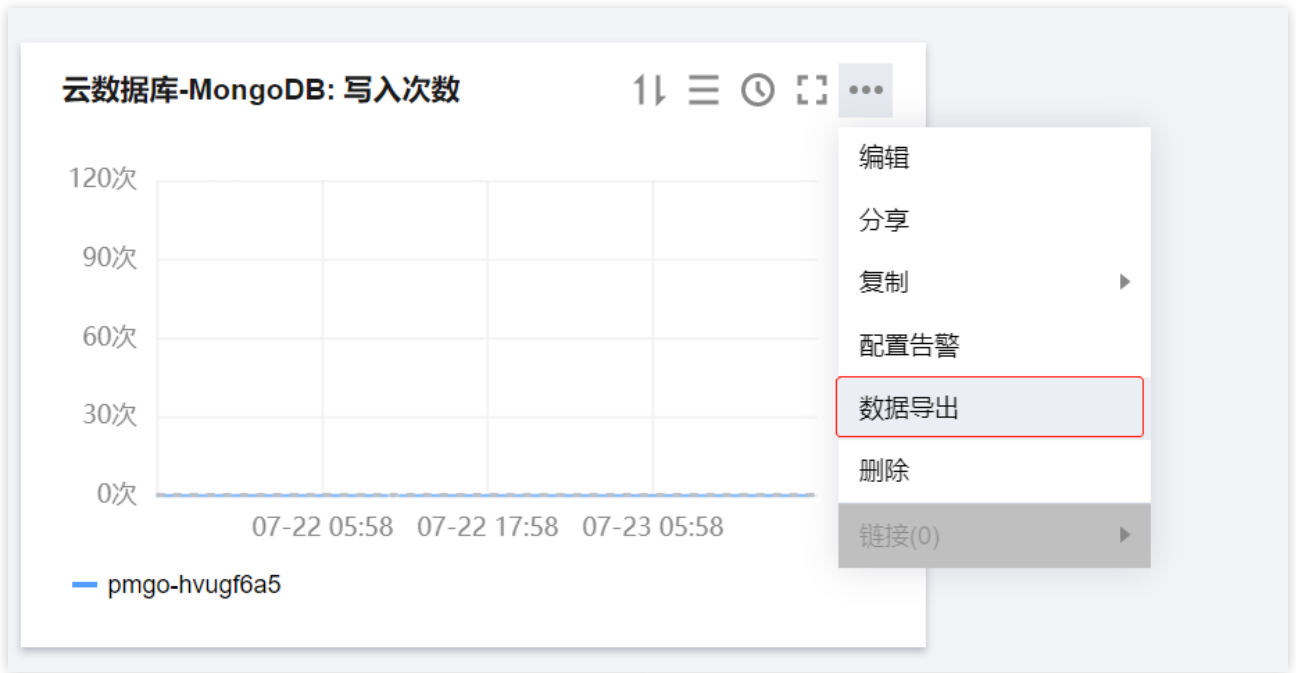 云数据库-MongoDB: 写入次数
120次
90次
60次
30次
0次
07-22 05:58 07-22 17:58 07-23 05:58
pmgo-hvugf6a5
编辑
分享
复制
配置告警
数据导出
删除
链接(0)